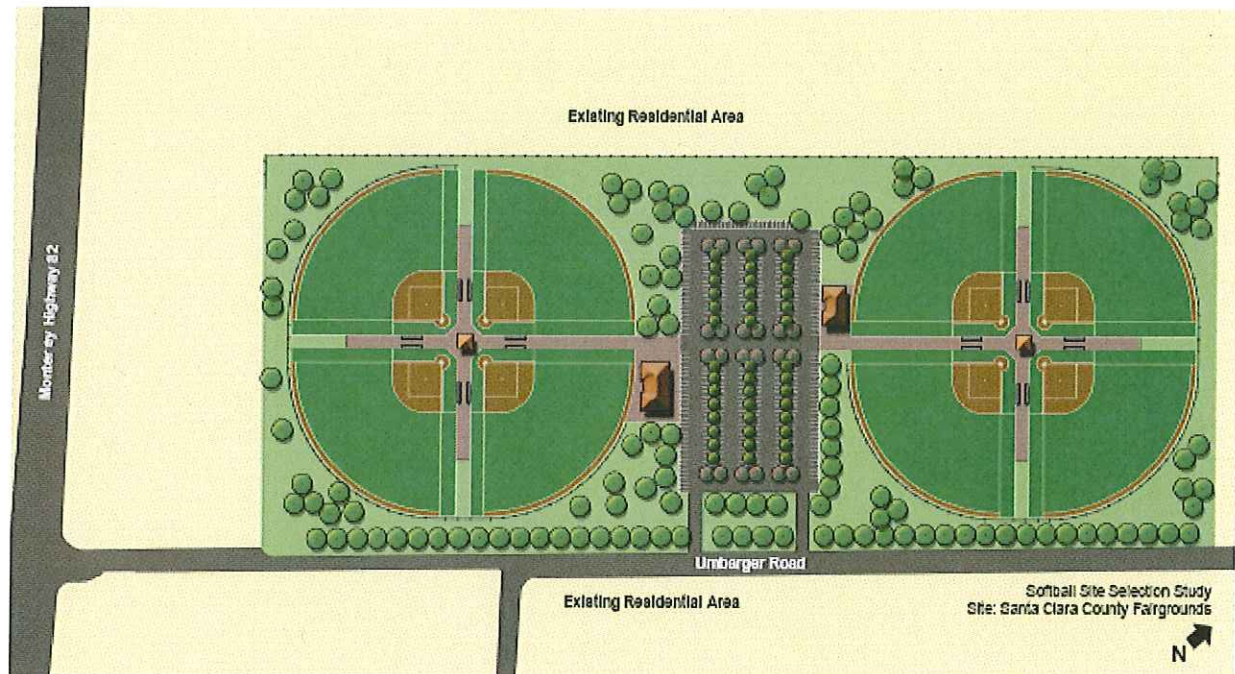 Existing Residential Area
Monterey Highway 82
Umbarger Road
Existing Residential Area
Softball Site Selection Study
Site: Santa Clara County Fairgrounds
N